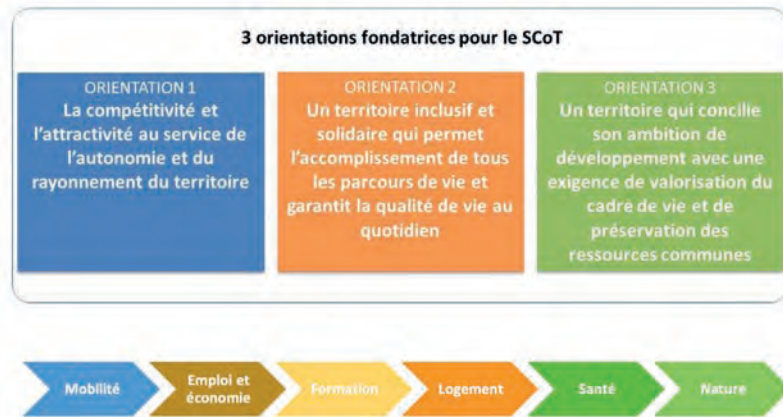 3 orientations fondatrices pour le SCoT
ORIENTATION 1
La compétitivité et
l'attractivité au service de
l'autonomie et du
rayonnement du territoire
ORIENTATION 2
Un territoire inclusif et
solidaire qui permet
l'accomplissement de tous
les parcours de vie et
garantit la qualité de vie au
quotidien
ORIENTATION 3
Un territoire qui concilie
son ambition de
développement avec une
exigence de valorisation du
cadre de vie et de
préservation des
ressources communes
Mobilité
Emploi et
économie
Formation
Logement
Santé
Nature